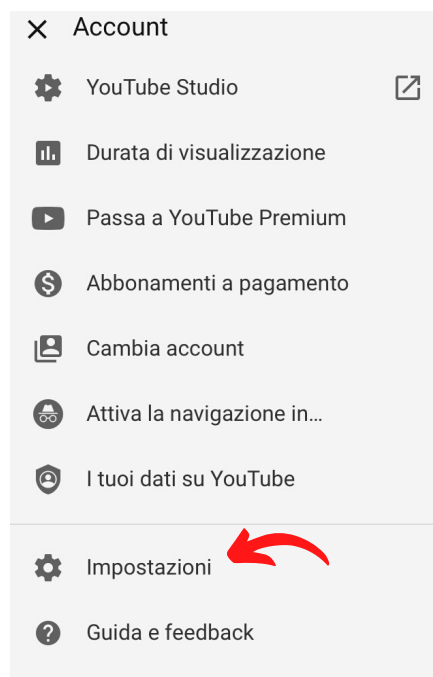 Account
YouTube Studio
Durata di visualizzazione
Passa a YouTube Premium
Abbonamenti a pagamento
Cambia account
Attiva la navigazione in...
I tuoi dati su YouTube
Impostazioni
Guida e feedback